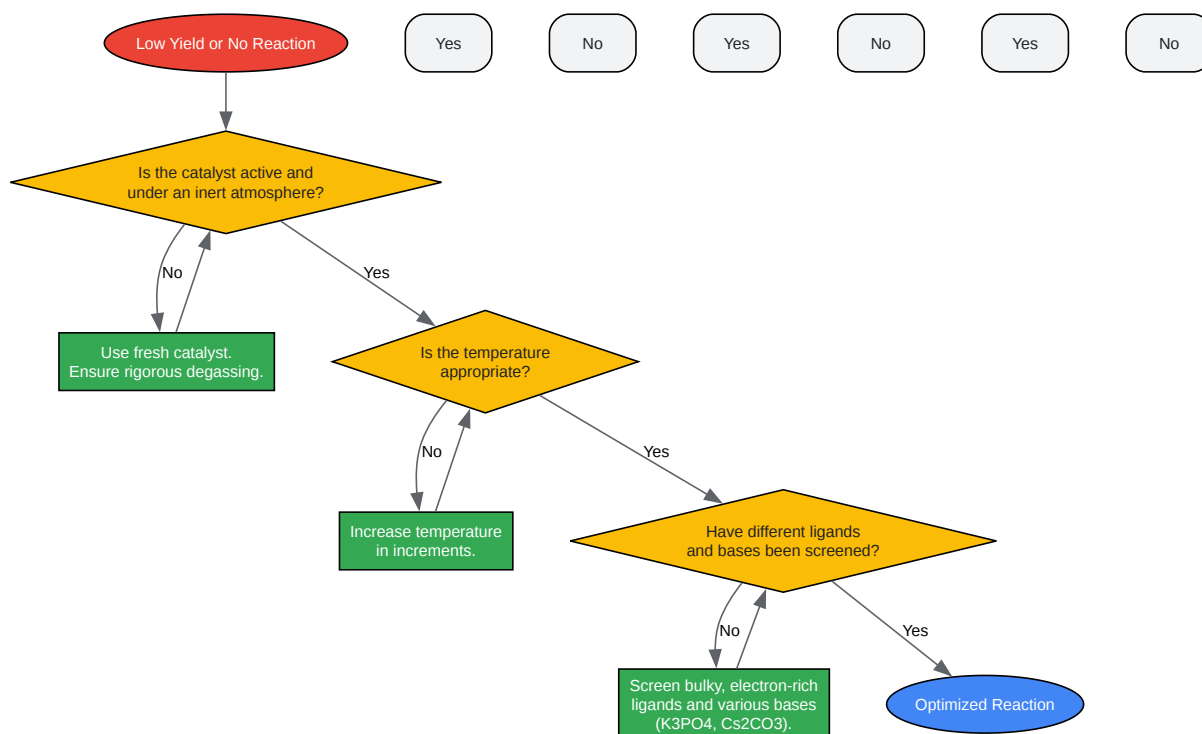 Low Yield or No Reaction
Yes
No
Yes
No
Yes
No
Is the catalyst active and
under an inert atmosphere?
No
Yes
Use fresh catalyst.
Ensure rigorous degassing.
Is the temperature
appropriate?
No
Yes
Increase temperature
in increments.
Have different ligands
and bases been screened?
No
Yes
Screen bulky, electron-rich
ligands and various bases
(K3PO4, Cs2CO3).
Optimized Reaction